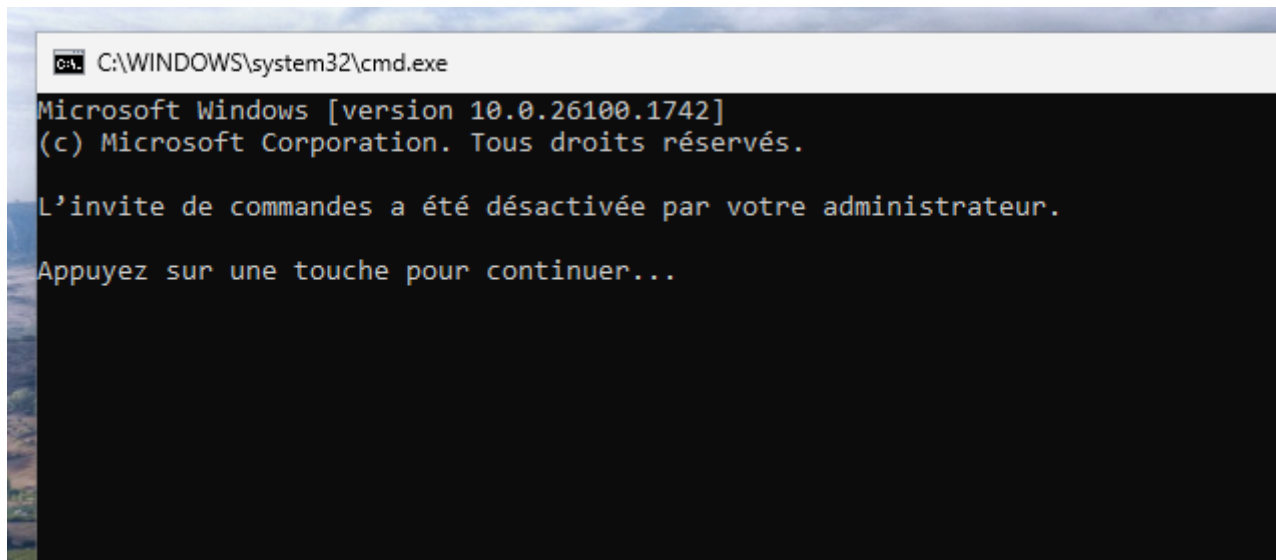 C:\WINDOWS\system32\cmd.exe
Microsoft Windows [version 10.0.26100.1742]
(c) Microsoft Corporation. Tous droits réservés.
L’invite de commandes a été désactivée par votre administrateur.
Appuyez sur une touche pour continuer...